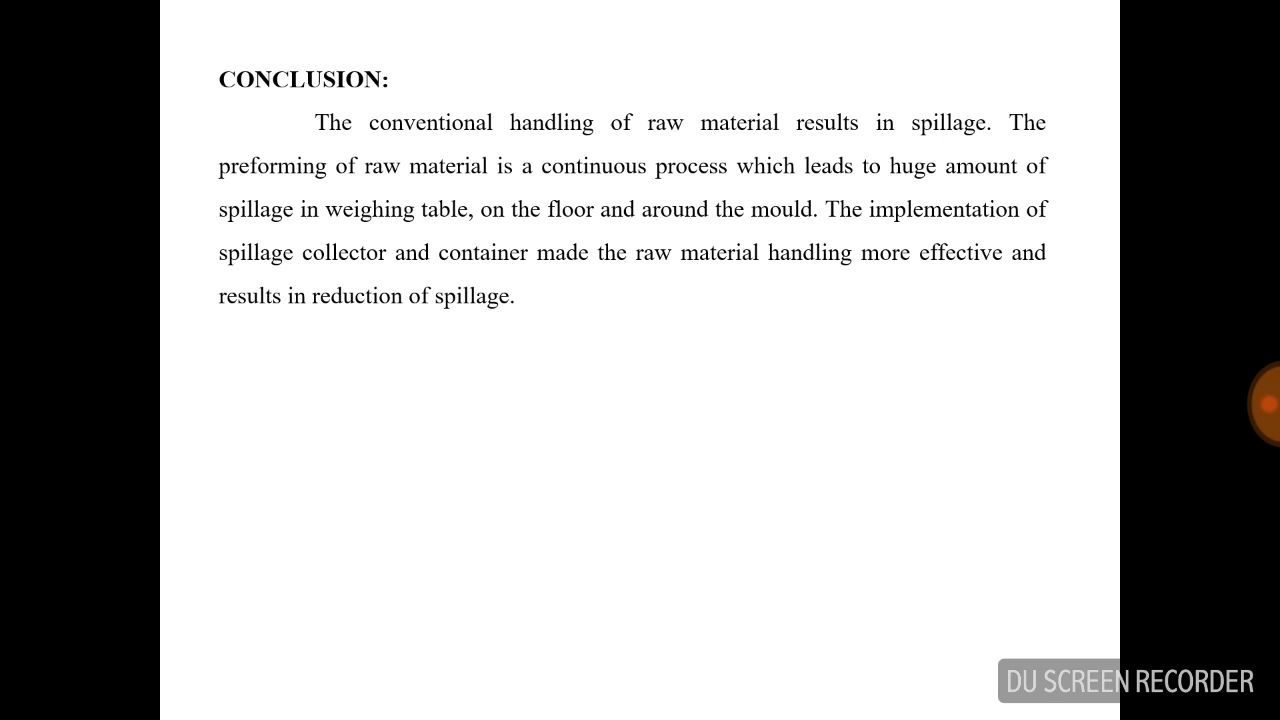 CONCLUSION:
The conventional handling of raw material results in spillage. The
preforming of raw material is a continuous process which leads to huge amount of
spillage in weighing table, on the floor and around the mould. The implementation of
spillage collector and container made the raw material handling more effective and
results in reduction of spillage.
DU SCREEN RECORDER